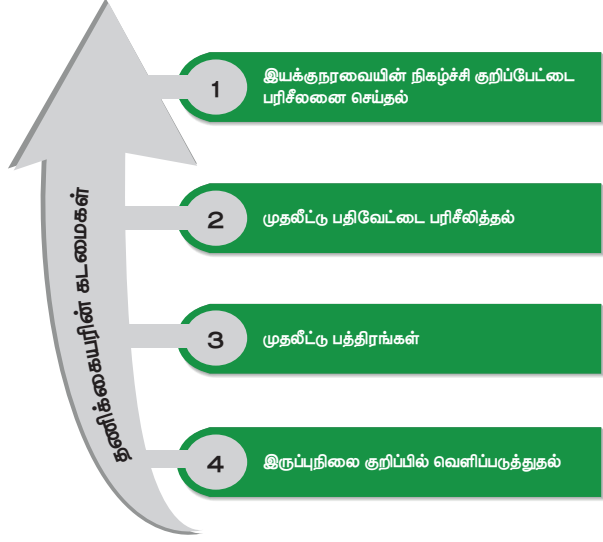 தணிக்கையரின் கடமைகள்
1
இயக்குநரவையின் நிகழ்ச்சி குறிப்பேட்டை
பரிசீலனை செய்தல்
2
முதலீட்டு பதிவேட்டை பரிசீலித்தல்
3
முதலீட்டு பத்திரங்கள்
4
இருப்புநிலை குறிப்பில் வெளிப்படுத்துதல்